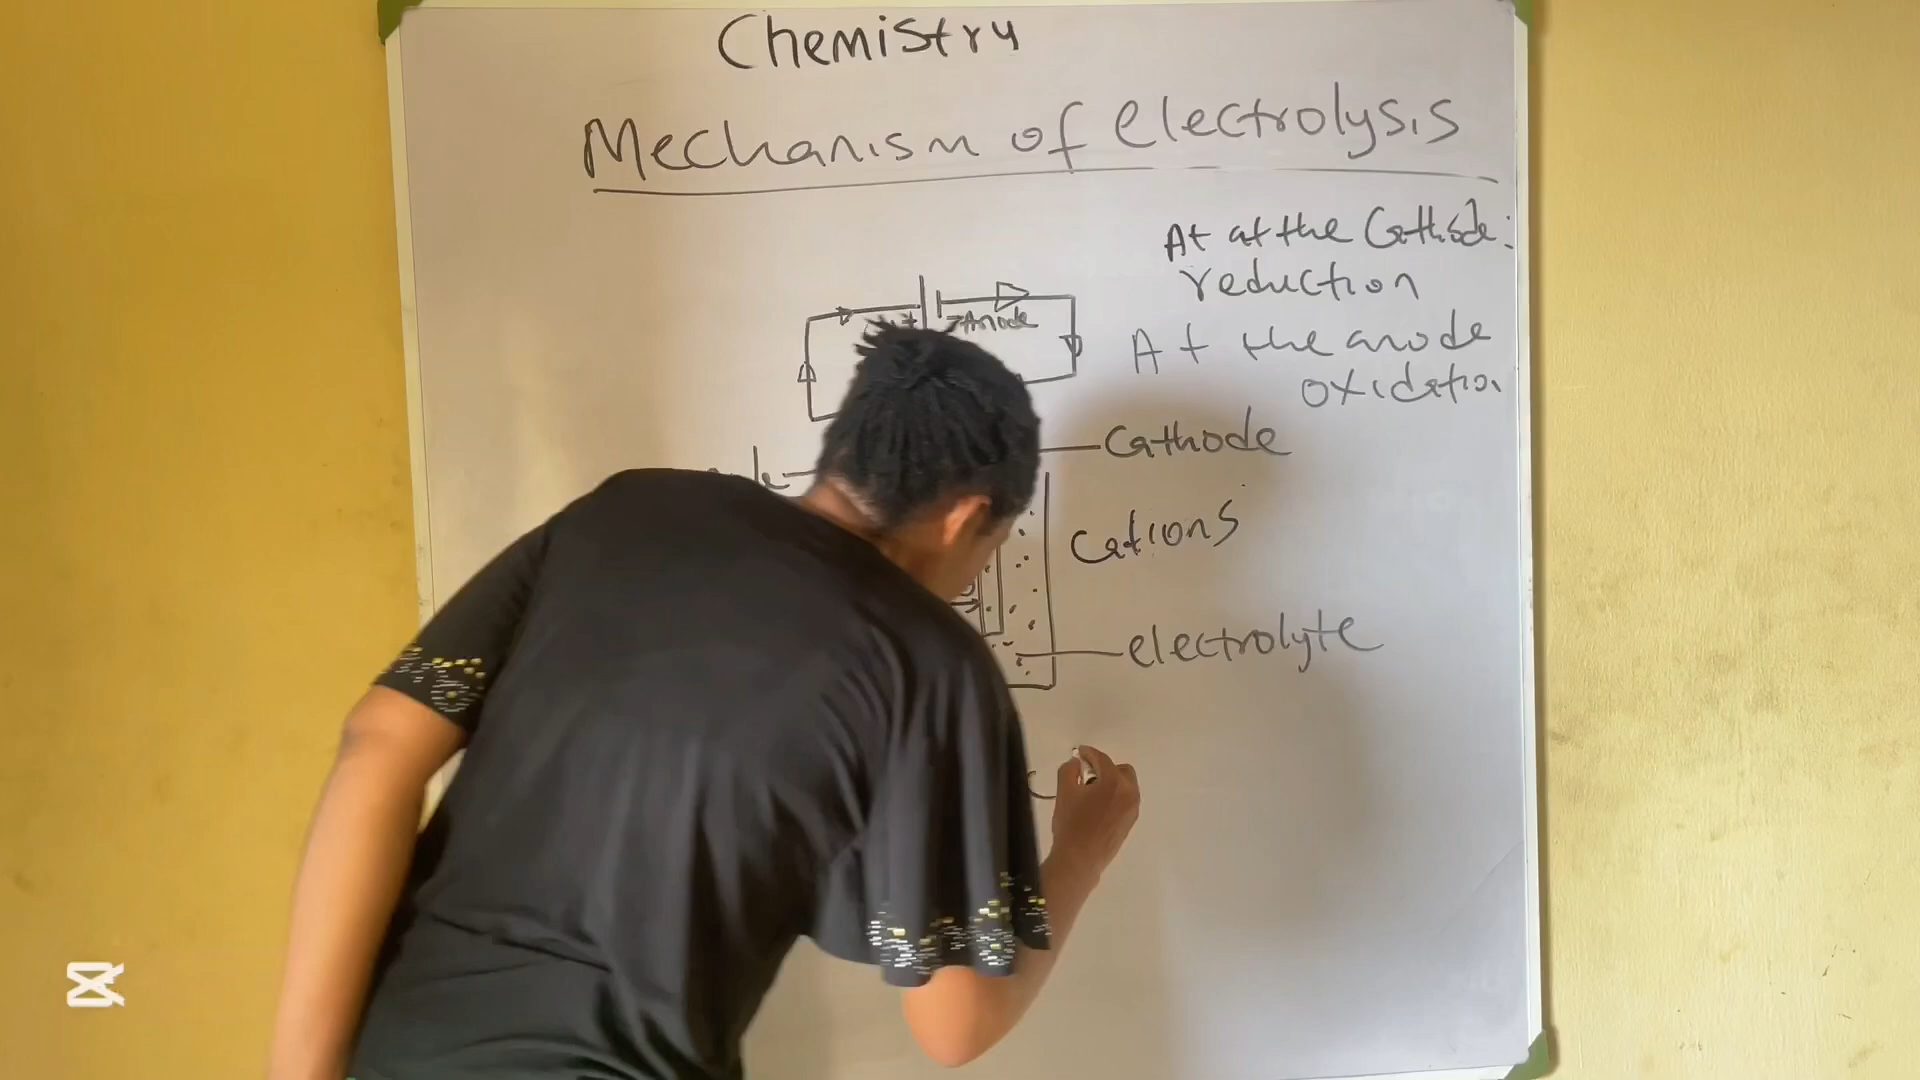 Chemistry
Mechanism of electrolysis
At at the Cathode:
reduction
Anode
At the anode
oxidation
Cathode
Cations
electrolyte
C